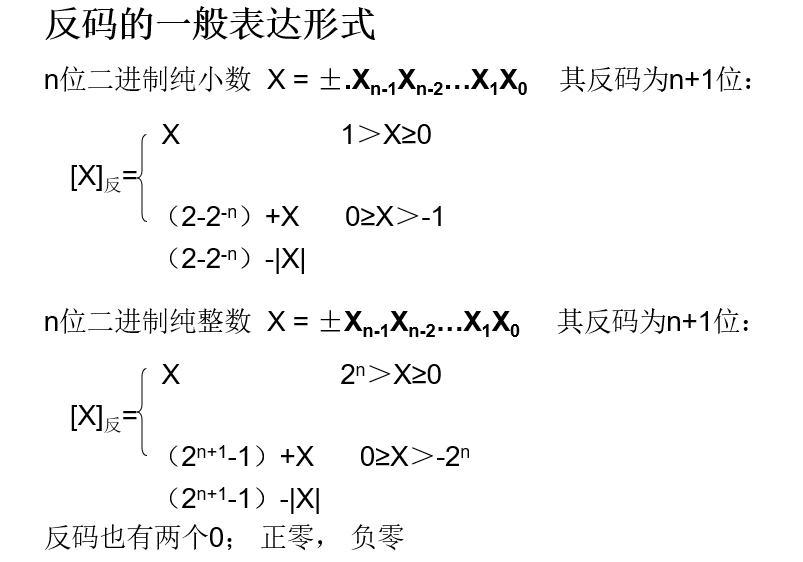 反码的一般表达形式
n位二进制纯小数 X = ±.Xn-1Xn-2…X1X0 其反码为n+1位：
X 1＞X≥0
[X]反=
（2-2-n）+X 0≥X＞-1
（2-2-n）-|X|
n位二进制纯整数 X = ±Xn-1Xn-2…X1X0 其反码为n+1位：
X 2n＞X≥0
[X]反=
（2n+1-1）+X 0≥X＞-2n
（2n+1-1）-|X|
反码也有两个0； 正零， 负零